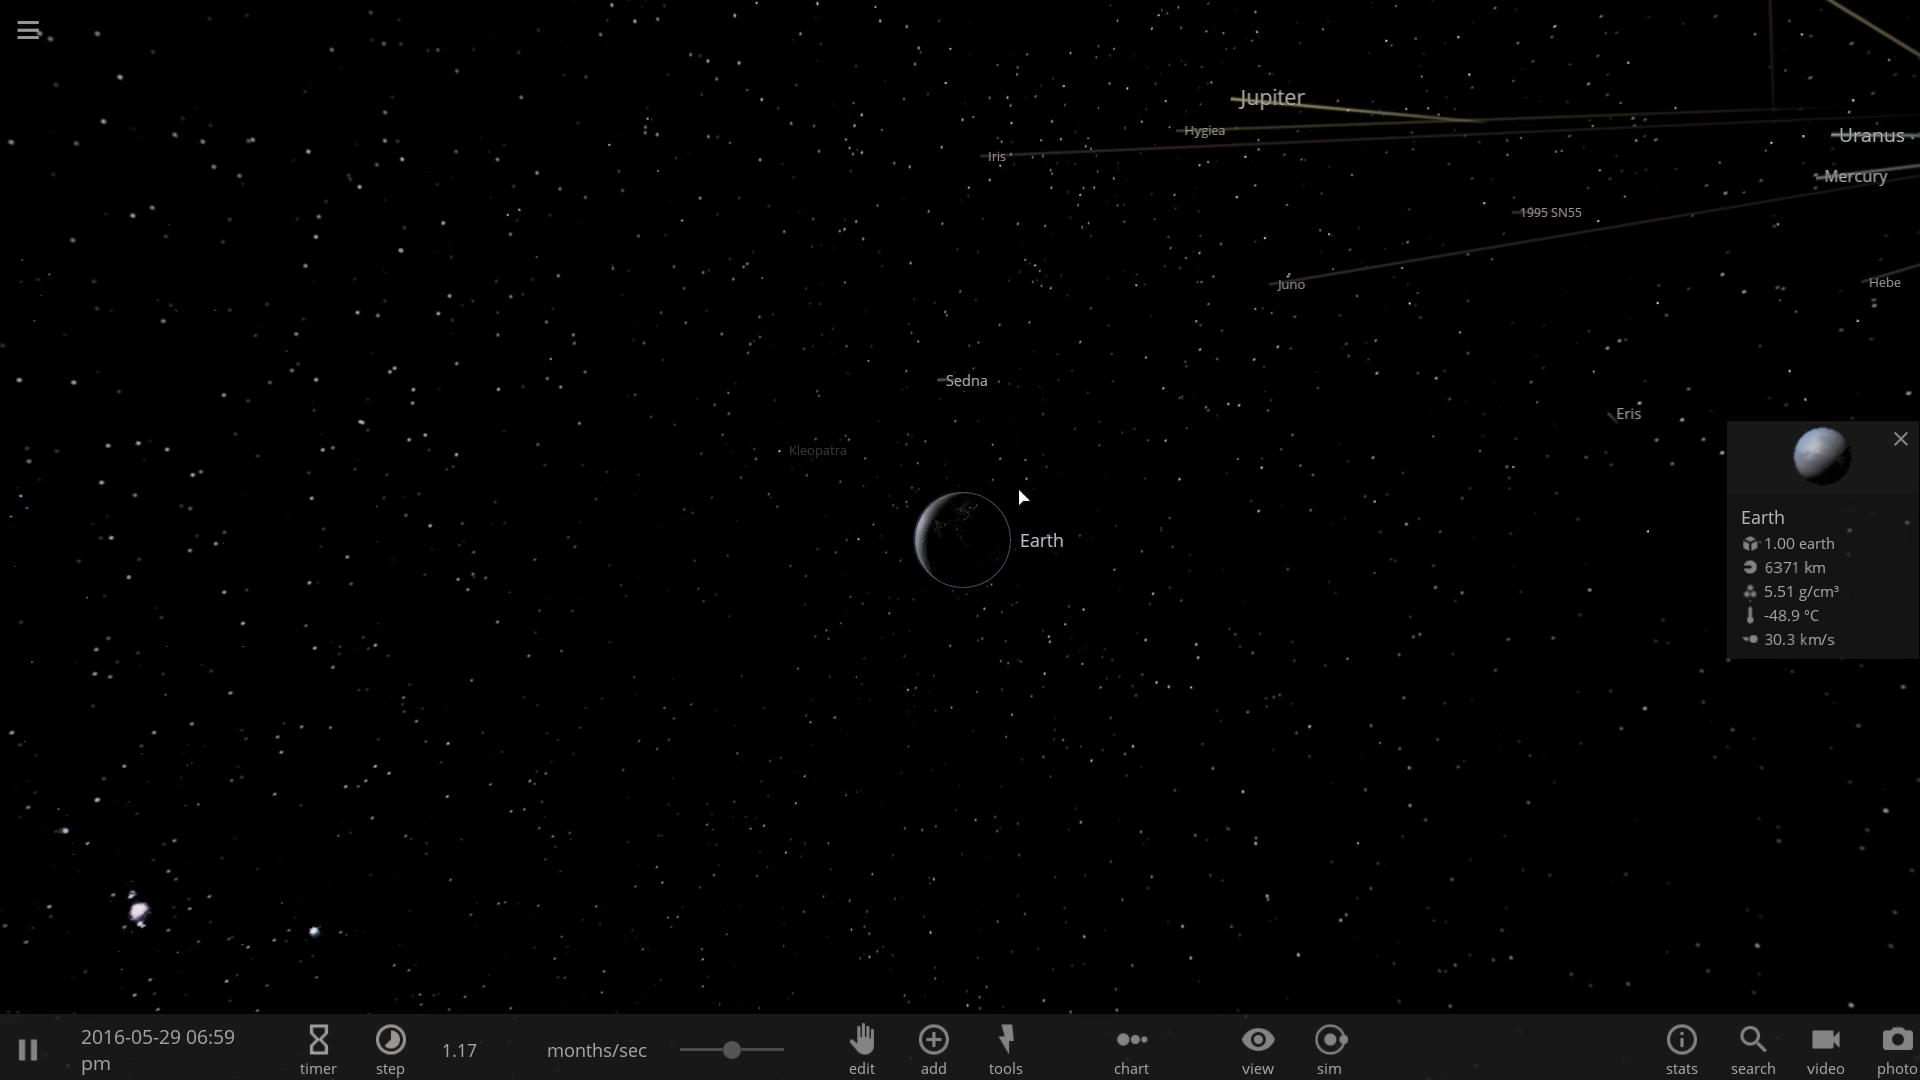 Jupiter
Hygiea
Uranus
Iris
Mercury
1995 SN55
Juno
Hebe
Sedna
Eris
Kleopatra
Earth
Earth
1.00 earth
6371 km
5.51 g/cm³
-48.9 °C
30.3 km/s
2016-05-29 06:59
pm
timer
step
1.17
months/sec
edit
add
tools
chart
view
sim
stats
search
video
photo